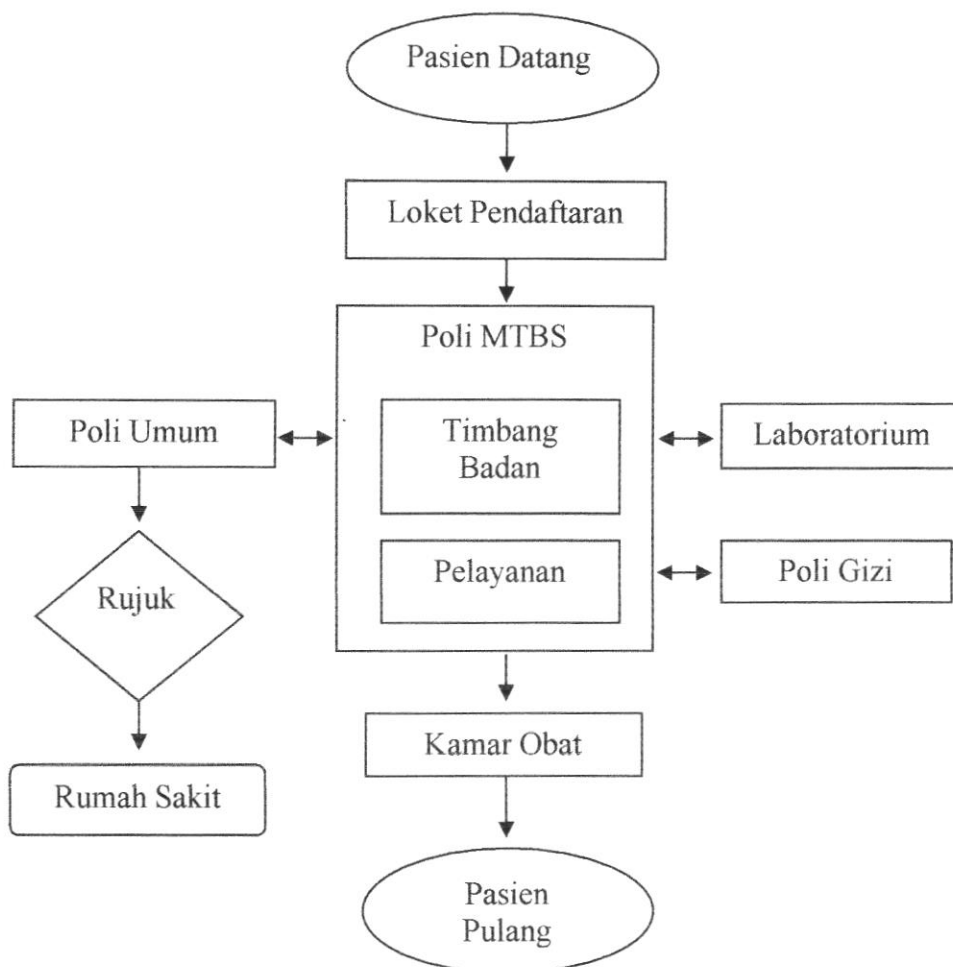 Pasien Datang
Loket Pendaftaran
Poli MTBS
Poli Umum
Timbang
Badan
Laboratorium
Pelayanan
Poli Gizi
Rujuk
Kamar Obat
Rumah Sakit
Pasien
Pulang